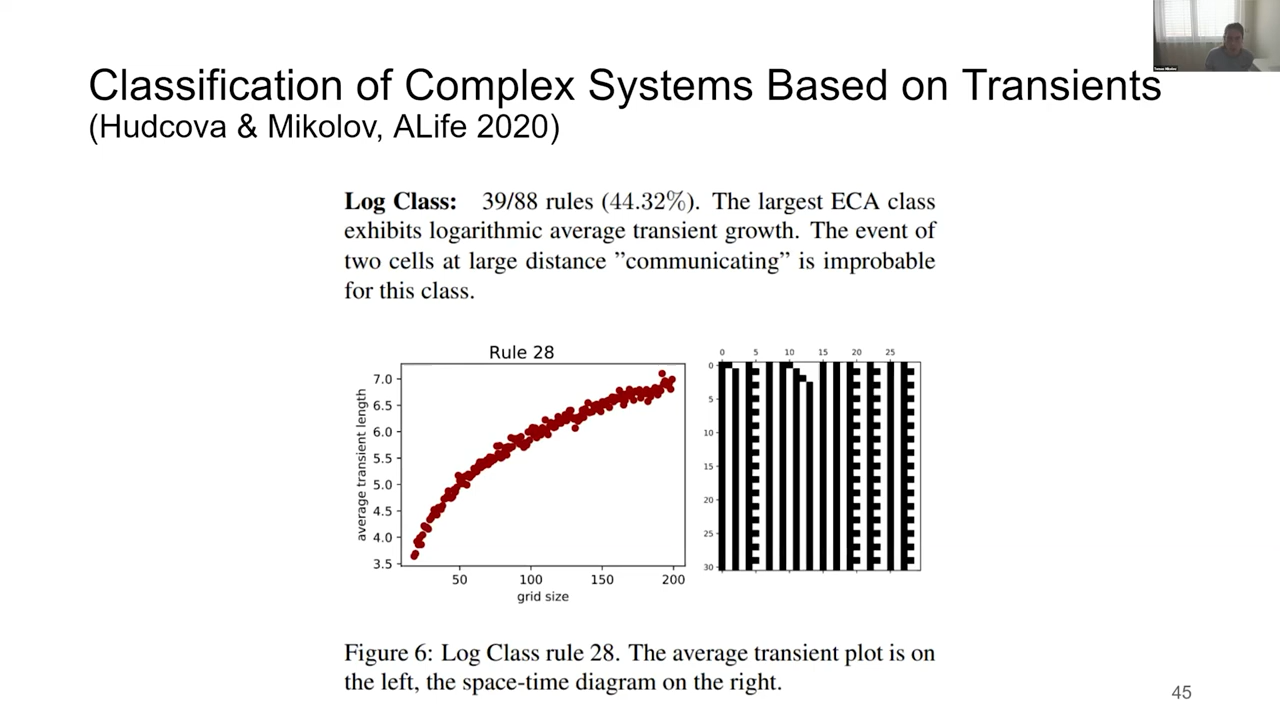 Classification of Complex Systems Based on Transients
(Hudcova & Mikolov, ALife 2020)
Log Class: 39/88 rules (44.32%). The largest ECA class
exhibits logarithmic average transient growth. The event of
two cells at large distance ”communicating” is improbable
for this class.
Rule 28
average transient length
7.0
6.5
6.0
5.5
5.0
4.5
4.0
3.5
50 100 150 200
grid size
0 5 10 15 20 25
0
5
10
15
20
25
30
Figure 6: Log Class rule 28. The average transient plot is on
the left, the space-time diagram on the right.
45